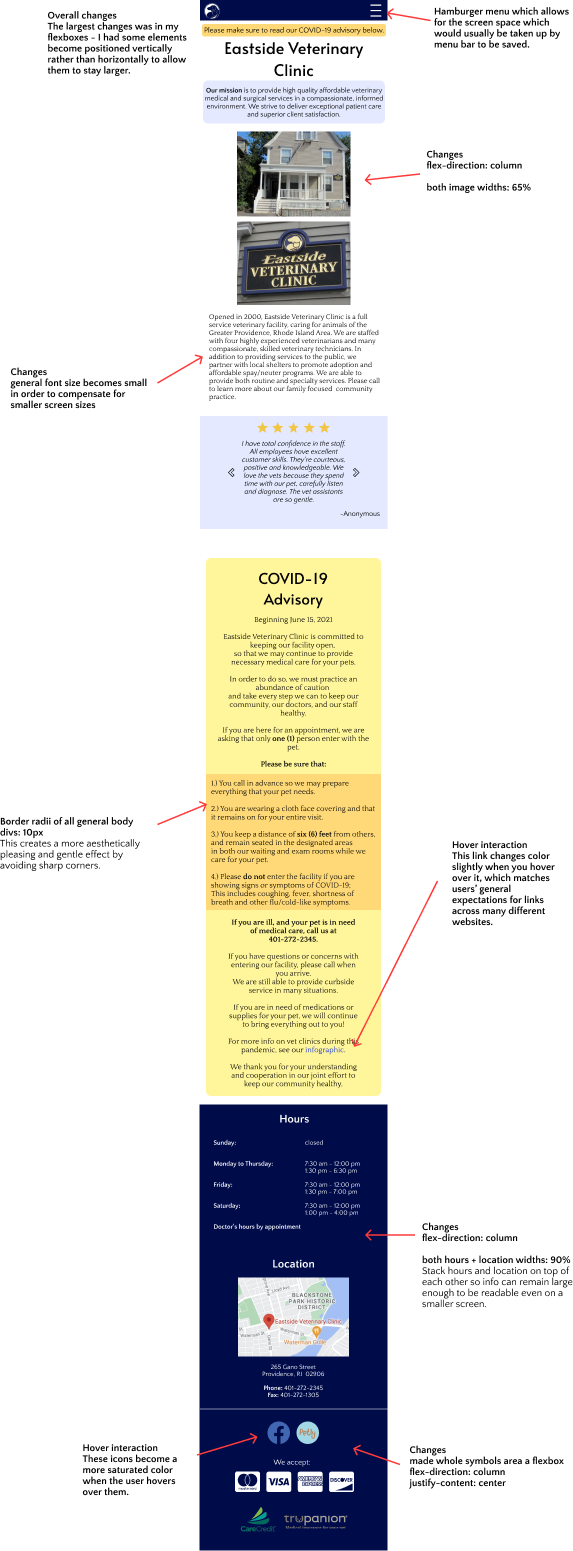 Overall changes
The largest changes was in my
flexboxes - I had some elements
become positioned vertically
rather than horizontally to allow
them to stay larger.
Hamburger menu which allows
for the screen space which
would usually be taken up by
menu bar to be saved.
Please make sure to read our COVID-19 advisory below.
Eastside Veterinary
Clinic
Our mission is to provide high quality affordable veterinary
medical and surgical services in a compassionate, informed
environment. We strive to deliver exceptional patient care
and superior client satisfaction.
Changes
flex-direction: column
both image widths: 65%
Eastside
VETERINARY
CLINIC
Opened in 2000, Eastside Veterinary Clinic is a full
service veterinary facility, caring for animals of the
Greater Providence, Rhode Island Area. We are staffed
with four highly experienced veterinarians and many
compassionate, skilled veterinary technicians. In
addition to providing services to the public, we
partner with local shelters to promote adoption and
affordable spay/neuter programs. We are able to
provide both routine and specialty services. Please call
to learn more about our family focused community
practice.
Changes
general font size becomes small
in order to compensate for
smaller screen sizes
I have total confidence in the staff.
All employees have excellent
customer skills. They're courteous,
positive and knowledgeable. We
love the vets because they spend
time with our pet, carefully listen
and diagnose. The vet assistants
are so gentle.
-Anonymous
COVID-19
Advisory
Beginning June 15, 2021
Eastside Veterinary Clinic is committed to
keeping our facility open,
so that we may continue to provide
necessary medical care for your pets.
In order to do so, we must practice an
abundance of caution
and take every step we can to keep our
community, our doctors, and our staff
healthy.
If you are here for an appointment, we are
asking that only one (1) person enter with the
pet.
Please be sure that:
1.) You call in advance so we may prepare
everything that your pet needs.
2.) You are wearing a cloth face covering and that
it remains on for your entire visit.
3.) You keep a distance of six (6) feet from others,
and remain seated in the designated areas
in both our waiting and exam rooms while we
care for your pet.
4.) Please do not enter the facility if you are
showing signs or symptoms of COVID-19;
This includes coughing, fever, shortness of
breath and other flu/cold-like symptoms.
Border radii of all general body
divs: 10px
This creates a more aesthetically
pleasing and gentle effect by
avoiding sharp corners.
Hover interaction
This link changes color
slightly when you hover
over it, which matches
users' general
expectations for links
across many different
websites.
If you are ill, and your pet is in need
of medical care, call us at
401-272-2345.
If you have questions or concerns with
entering our facility, please call when
you arrive.
We are still able to provide curbside
service in many situations.
If you are in need of medications or
supplies for your pet, we will continue
to bring everything out to you!
For more info on vet clinics during this
pandemic, see our infographic.
We thank you for your understanding
and cooperation in our joint effort to
keep our community healthy.
Hours
Sunday: closed
Monday to Thursday: 7:30 am - 12:00 pm
1:30 pm - 6:30 pm
Friday: 7:30 am - 12:00 pm
1:30 pm - 7:00 pm
Saturday: 7:30 am - 12:00 pm
1:00 pm - 4:00 pm
Doctor's hours by appointment
Changes
flex-direction: column
both hours + location widths: 90%
Stack hours and location on top of
each other so info can remain large
enough to be readable even on a
smaller screen.
Location
BLACKSTONE
PARK HISTORIC
DISTRICT
Eastside Veterinary Clinic
Waterman Grille
265 Gano Street
Providence, RI 02906
Phone: 401-272-2345
Fax: 401-272-1305
Petly
Hover interaction
These icons become a
more saturated color
when the user hovers
over them.
Changes
made whole symbols area a flexbox
flex-direction: column
justify-content: center
We accept:
mastercard VISA AMERICAN EXPRESS DISCOVER
CareCredit trupanion
Medical insurance for your pet